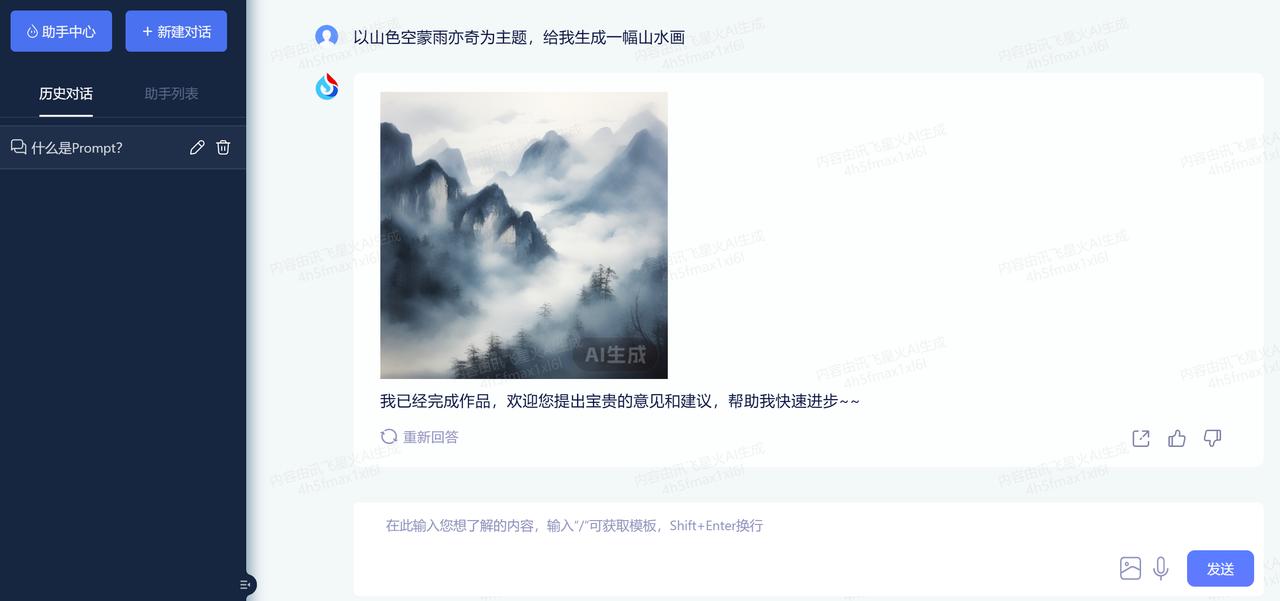 助手中心
+ 新建对话
历史对话
助手列表
什么是Prompt?
以山色空蒙雨亦奇为主题，给我生成一幅山水画
AI生成
我已经完成作品，欢迎您提出宝贵的意见和建议，帮助我快速进步~~
重新回答
在此输入您想了解的内容，输入“/”可获取模板，Shift+Enter换行
发送
内容由讯飞星火AI生成
4h5fmax1xl6l